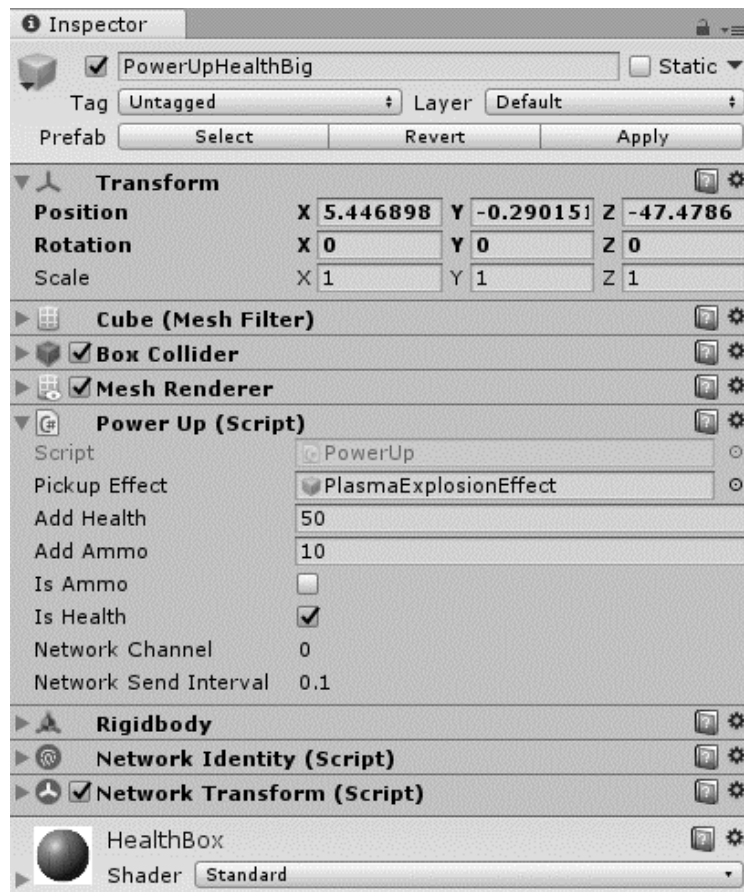 Inspector
PowerUpHealthBig Static
Tag Untagged Layer Default
Prefab Select Revert Apply
Transform
Position X 5.446898 Y -0.290151 Z -47.4786
Rotation X 0 Y 0 Z 0
Scale X 1 Y 1 Z 1
Cube (Mesh Filter)
Box Collider
Mesh Renderer
Power Up (Script)
Script PowerUp
Pickup Effect PlasmaExplosionEffect
Add Health 50
Add Ammo 10
Is Ammo
Is Health
Network Channel 0
Network Send Interval 0.1
Rigidbody
Network Identity (Script)
Network Transform (Script)
HealthBox
Shader Standard